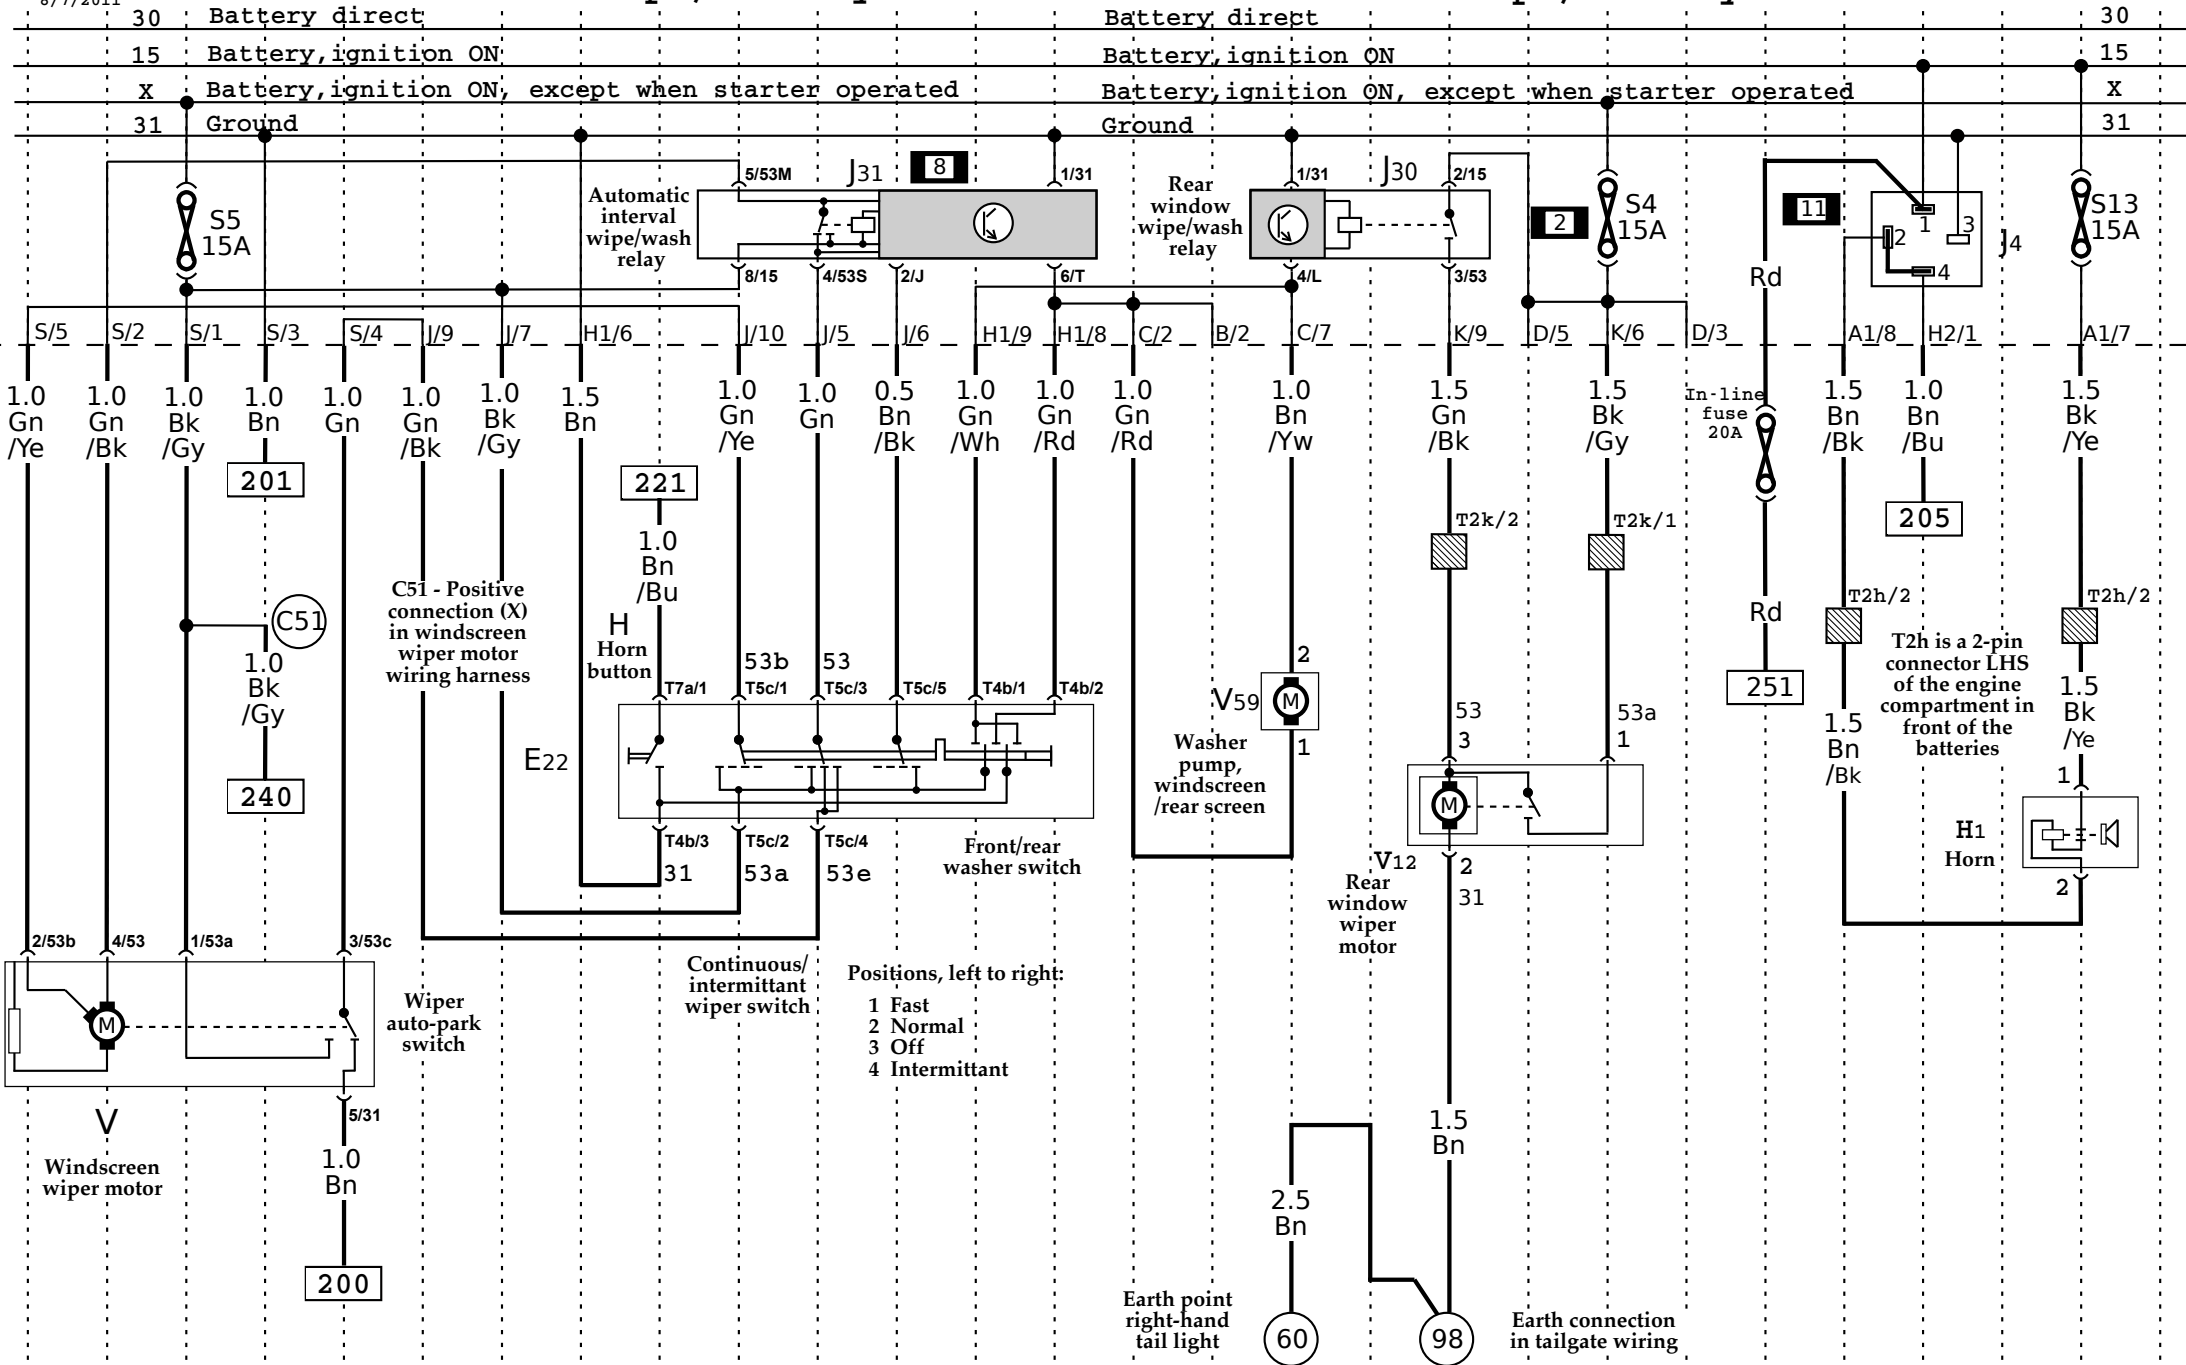 8/7/2011
30 Battery direct Battery direct 30
15 Battery,ignition ON Battery,ignition ON 15
X Battery,ignition ON, except when starter operated Battery,ignition ON, except when starter operated X
31 Ground Ground 31
S5
15A
Automatic
interval
wipe/wash
relay
5/53M
J31
8
1/31
8/15
4/53S
2/J
6/T
Rear
window
wipe/wash
relay
1/31
J30
2/15
4/L
3/53
2
S4
15A
Rd
11
1
2
3
4
J4
S13
15A
S/5 S/2 S/1 S/3 S/4 J/9 J/7 H1/6 J/10 J/5 J/6 H1/9 H1/8 C/2 B/2 C/7 K/9 D/5 K/6 D/3 A1/8 H2/1 A1/7
1.0
Gn
/Ye
1.0
Gn
/Bk
1.0
Bk
/Gy
1.0
Bn
1.0
Gn
1.0
Gn
/Bk
1.0
Bk
/Gy
1.5
Bn
1.0
Gn
/Ye
1.0
Gn
0.5
Bn
/Bk
1.0
Gn
/Wh
1.0
Gn
/Rd
1.0
Gn
/Rd
1.0
Bn
/Yw
1.5
Gn
/Bk
1.5
Bk
/Gy
In-line
fuse
20A
1.5
Bn
/Bk
1.0
Bn
/Bu
1.5
Bk
/Ye
201
221
205
T2k/2
T2k/1
1.0
Bn
/Bu
C51
1.0
Bk
/Gy
240
C51 - Positive
connection (X)
in windscreen
wiper motor
wiring harness
H
Horn
button
53b
53
T7a/1 T5c/1 T5c/3 T5c/5 T4b/1 T4b/2
E22
T4b/3 T5c/2 T5c/4
31 53a 53e
Front/rear
washer switch
2
V59
M
1
Washer
pump,
windscreen
/rear screen
53
3
53a
1
M
V12
2
31
Rear
window
wiper
motor
Rd
251
T2h/2
T2h/2
T2h is a 2-pin
connector LHS
of the engine
compartment in
front of the
batteries
1.5
Bn
/Bk
1.5
Bk
/Ye
1
H1
Horn
2
2/53b 4/53 1/53a 3/53c
M
Wiper
auto-park
switch
V
Windscreen
wiper motor
5/31
1.0
Bn
200
Continuous/
intermittant
wiper switch
Positions, left to right:
1 Fast
2 Normal
3 Off
4 Intermittant
1.5
Bn
2.5
Bn
Earth point
right-hand
tail light
60
98
Earth connection
in tailgate wiring